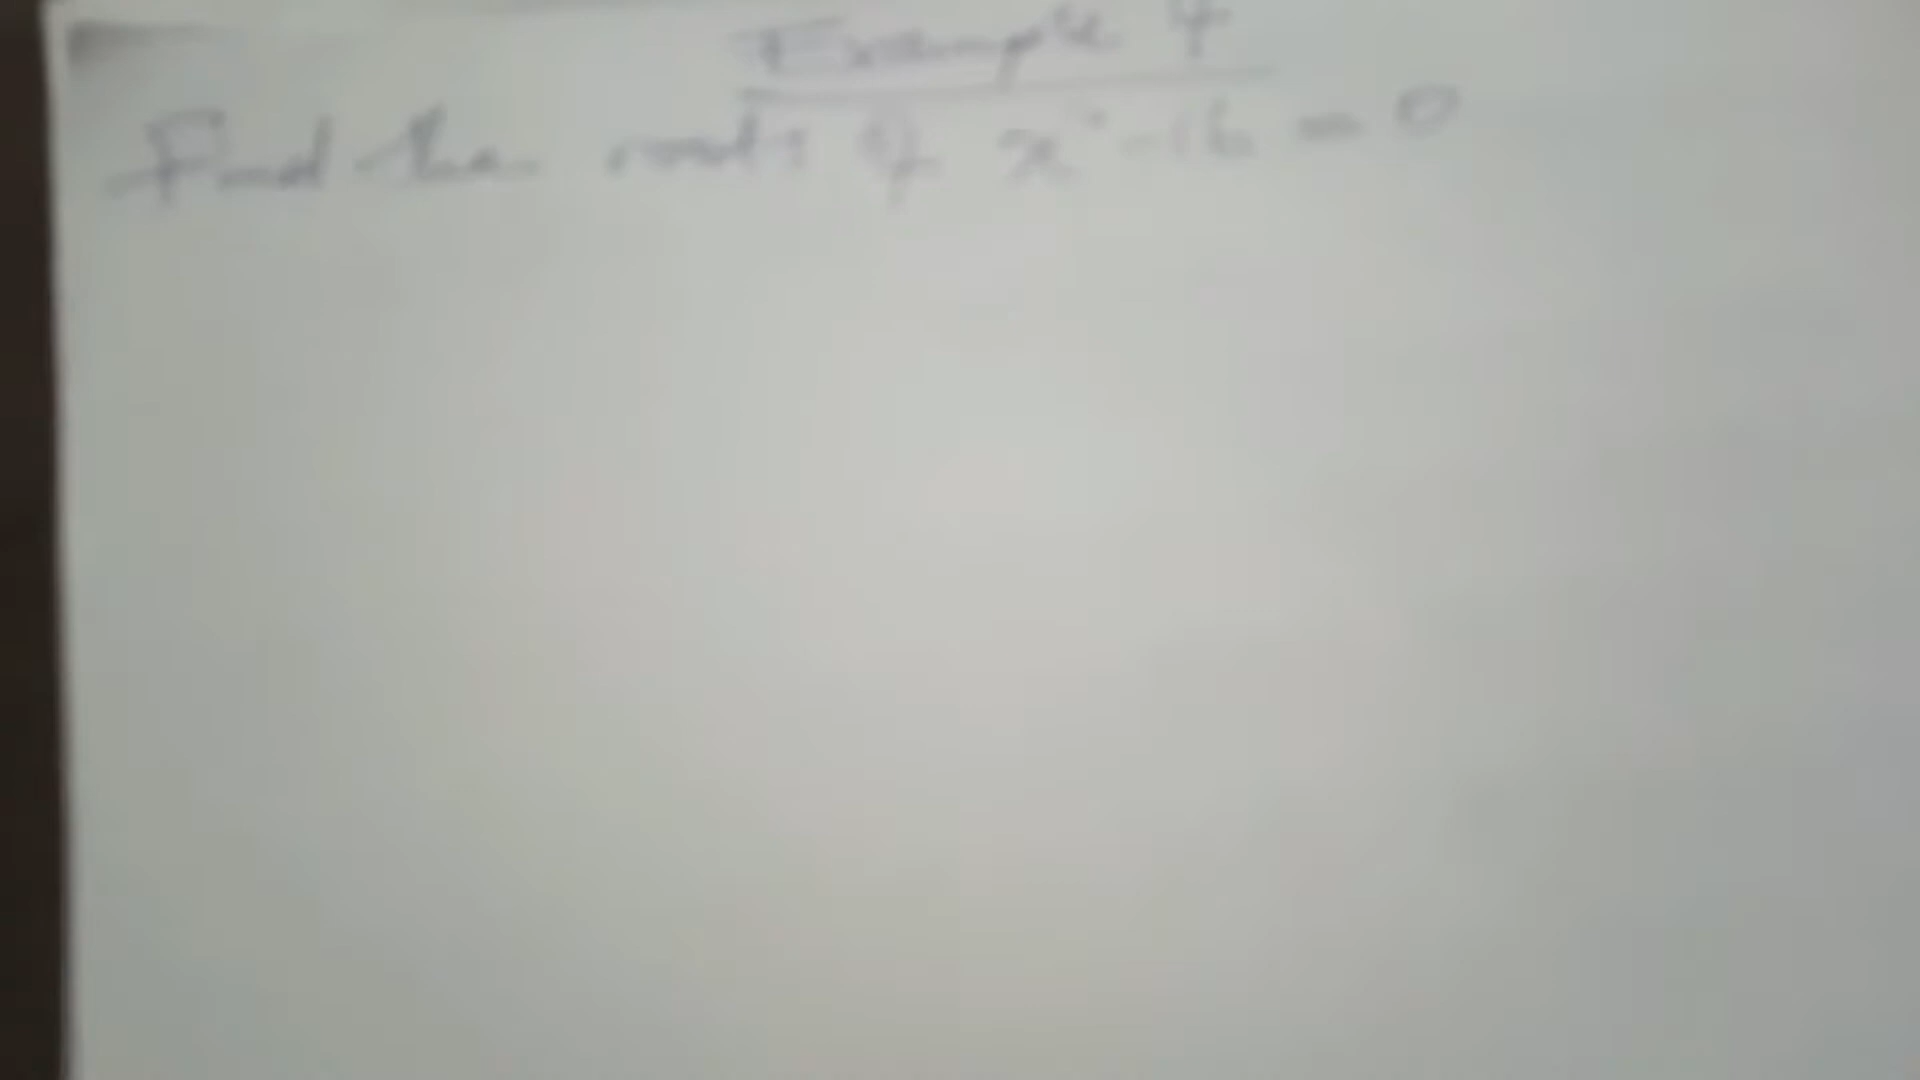 Example 4
Find the roots of x² - 16 = 0